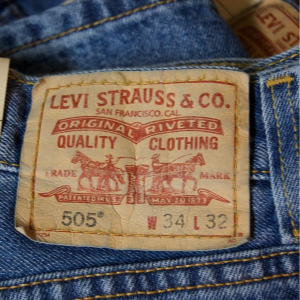 LEVI STRAUSS & CO.
SAN FRANCISCO, CAL.
ORIGINAL RIVETED
QUALITY CLOTHING
TRADE MARK
PATENTED IN U.S. MAY 20 1873
505® W 34 L 32